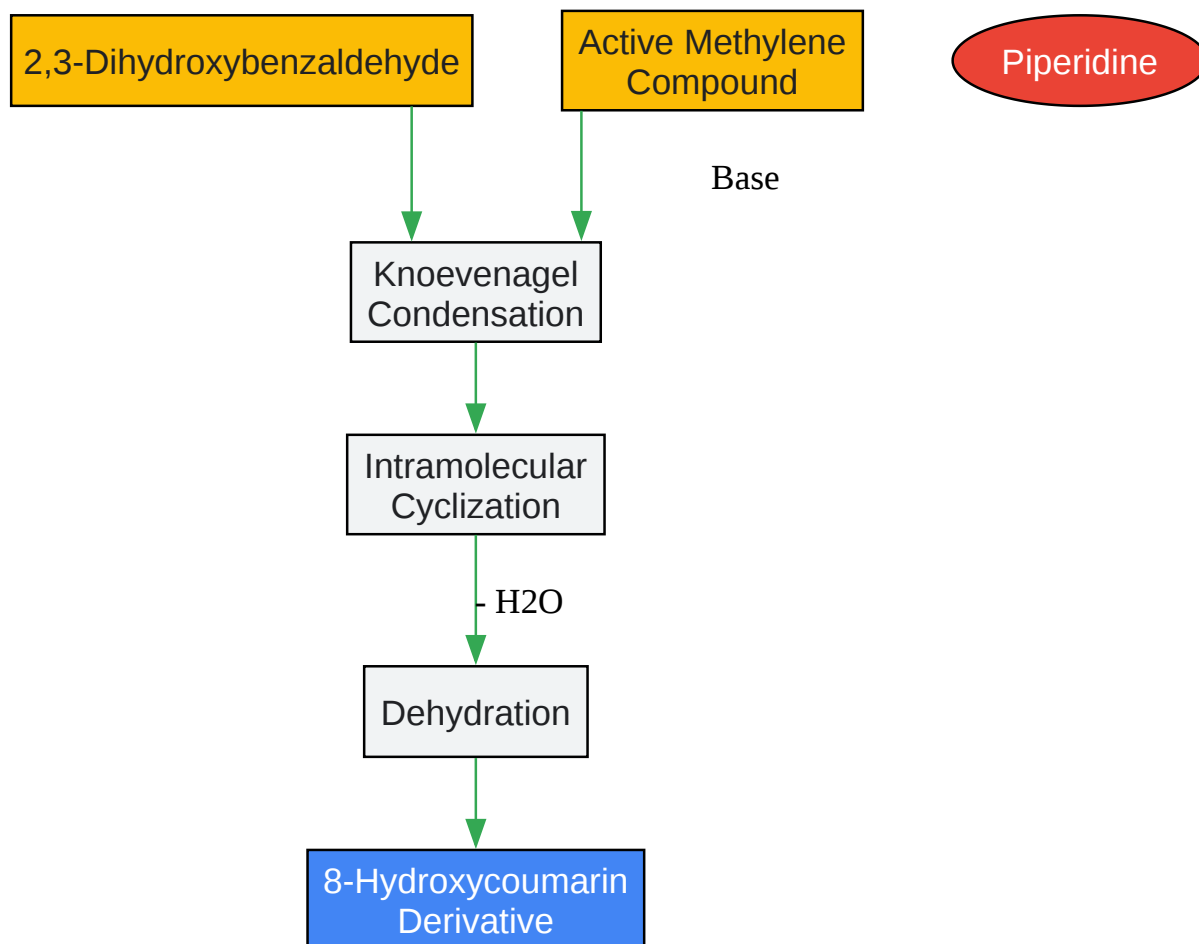 2,3-Dihydroxybenzaldehyde
Active Methylene
Compound
Piperidine
Base
Knoevenagel
Condensation
Intramolecular
Cyclization
- H2O
Dehydration
8-Hydroxycoumarin
Derivative